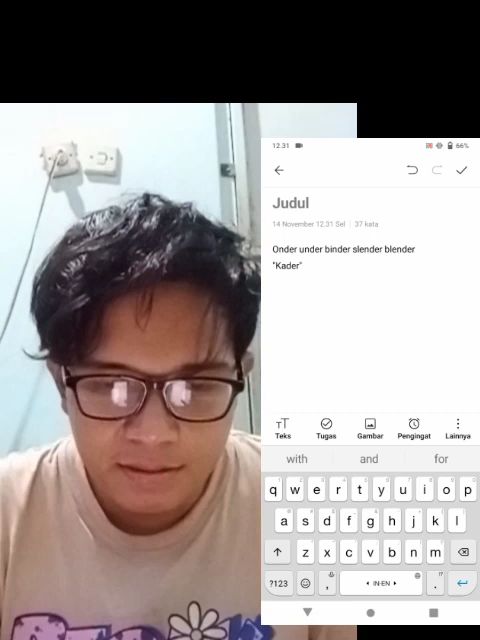 12.31
66%
Judul
14 November 12.31 Sel | 37 kata
Onder under binder slender blender
"Kader"
Teks Tugas Gambar Pengingat Lainnya
with and for
q w e r t y u i o p
a s d f g h j k l
z x c v b n m
?123 , IN·EN .